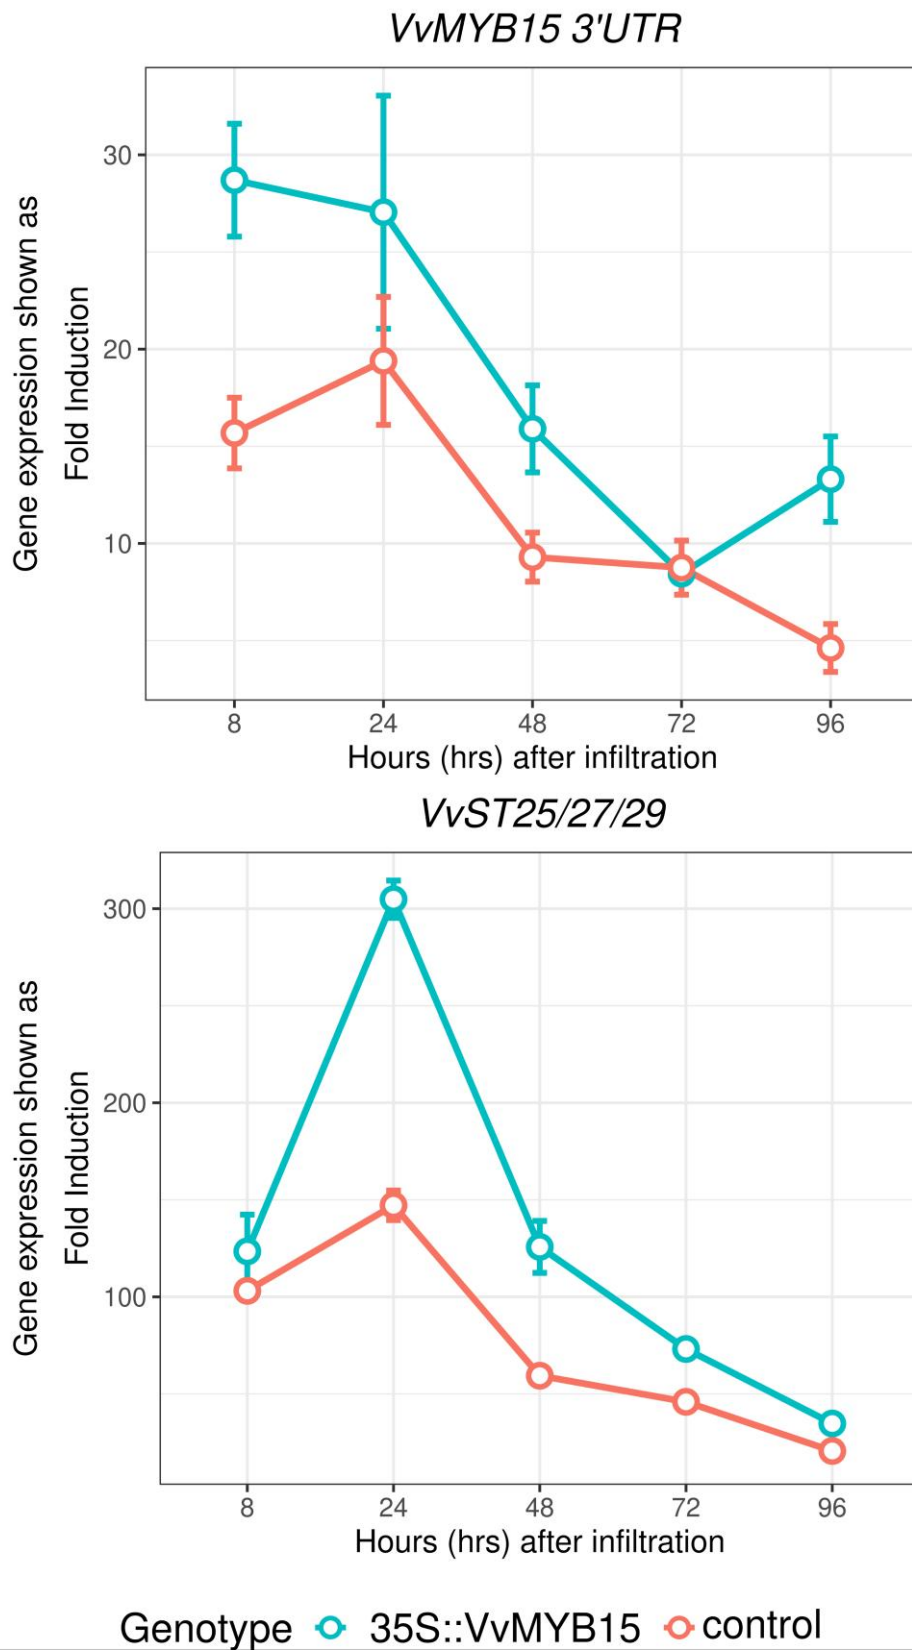 VvMYB15 3'UTR
Gene expression shown as
Fold Induction
30
20
10
8 24 48 72 96
Hours (hrs) after infiltration
VvST25/27/29
Gene expression shown as
Fold Induction
300
200
100
8 24 48 72 96
Hours (hrs) after infiltration
Genotype 35S::VvMYB15 control